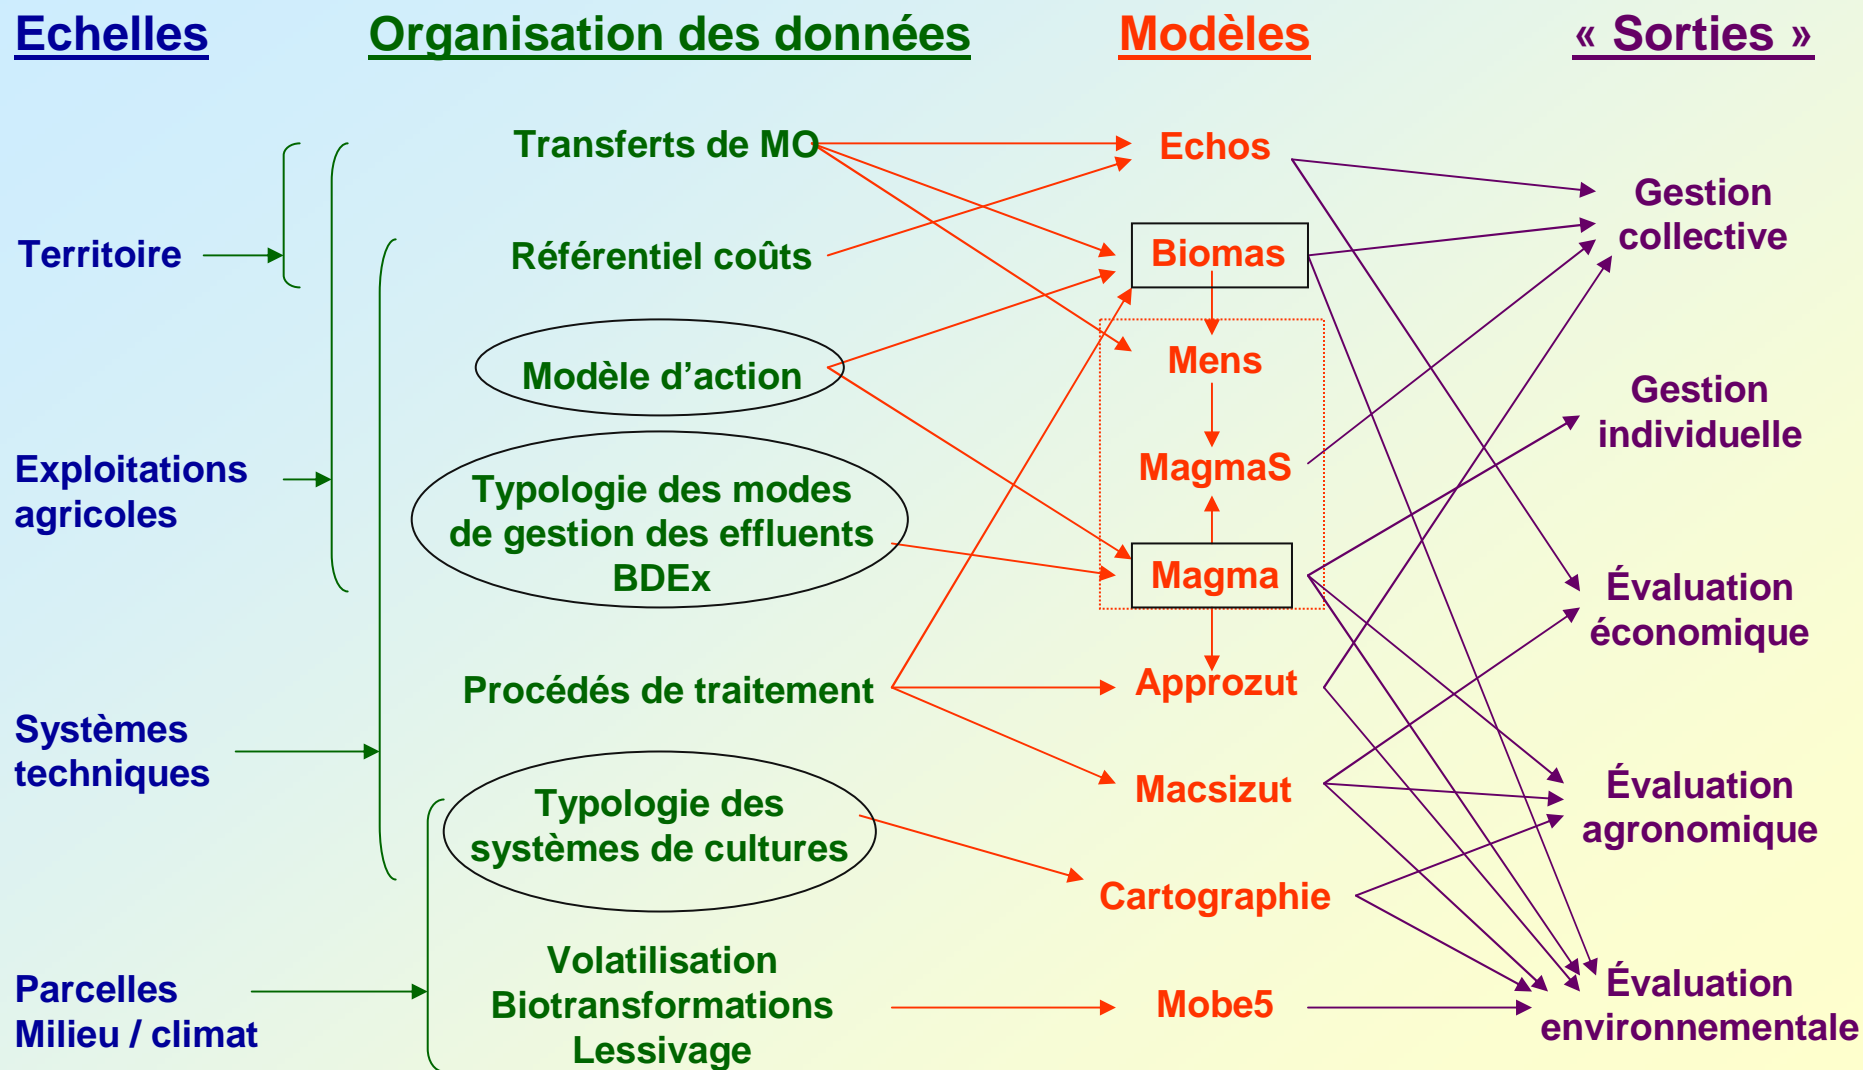 Echelles
Organisation des données
Modèles
« Sorties »
Territoire
Exploitations
agricoles
Systèmes
techniques
Parcelles
Milieu / climat
Transferts de MO
Référentiel coûts
Modèle d'action
Typologie des modes
de gestion des effluents
BDEx
Procédés de traitement
Typologie des
systèmes de cultures
Volatilisation
Biotransformations
Lessivage
Echos
Biomas
Mens
MagmaS
Magma
Approzut
Macsizut
Cartographie
Mobe5
Gestion
collective
Gestion
individuelle
Évaluation
économique
Évaluation
agronomique
Évaluation
environnementale